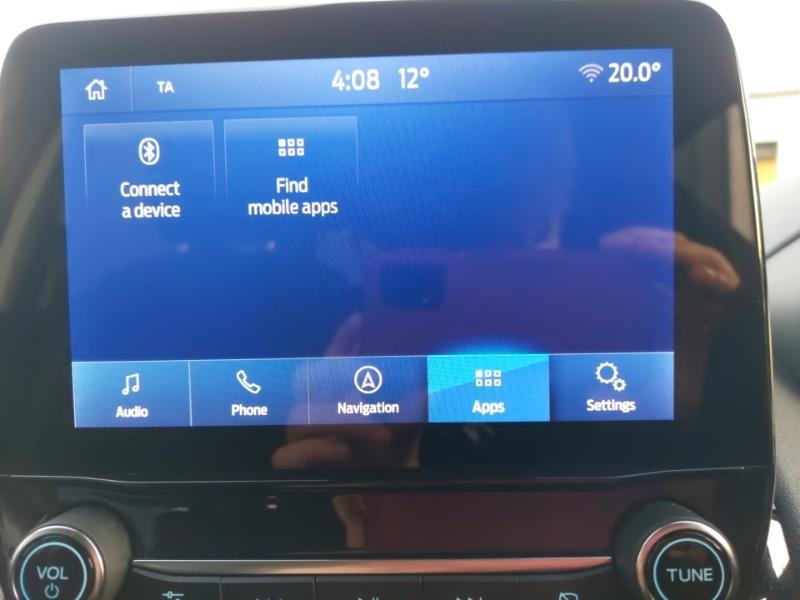 TA 4:08 12° 20.0°
Connect
a device
Find
mobile apps
Audio
Phone
Navigation
Apps
Settings
VOL
TUNE